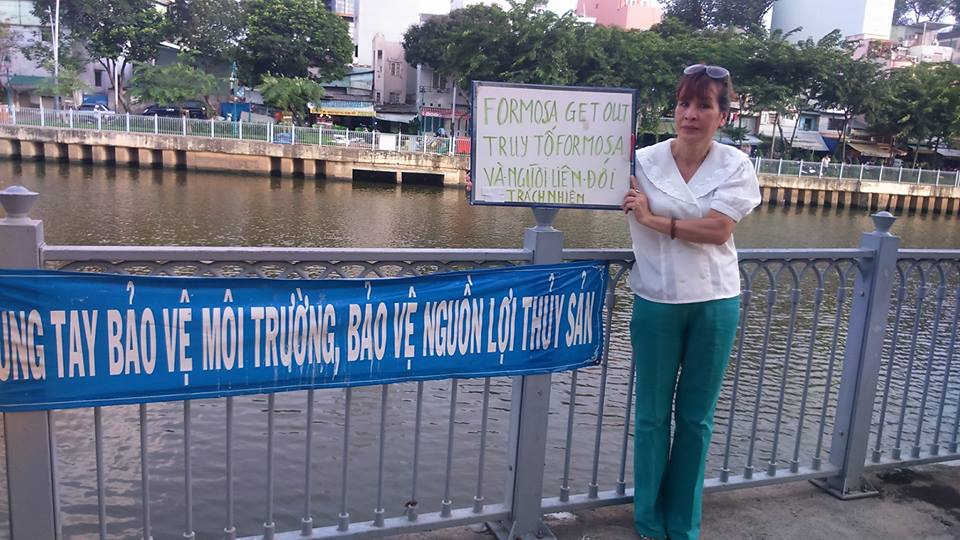 FORMOSA GET OUT
TRUY TỐ FORMOSA
VÀ NGƯỜI LIÊN-ĐỚI
TRÁCH NHIỆM
UNG TAY BẢO VỆ MÔI TRƯỜNG, BẢO VỆ NGUỒN LỢI THỦY SẢN